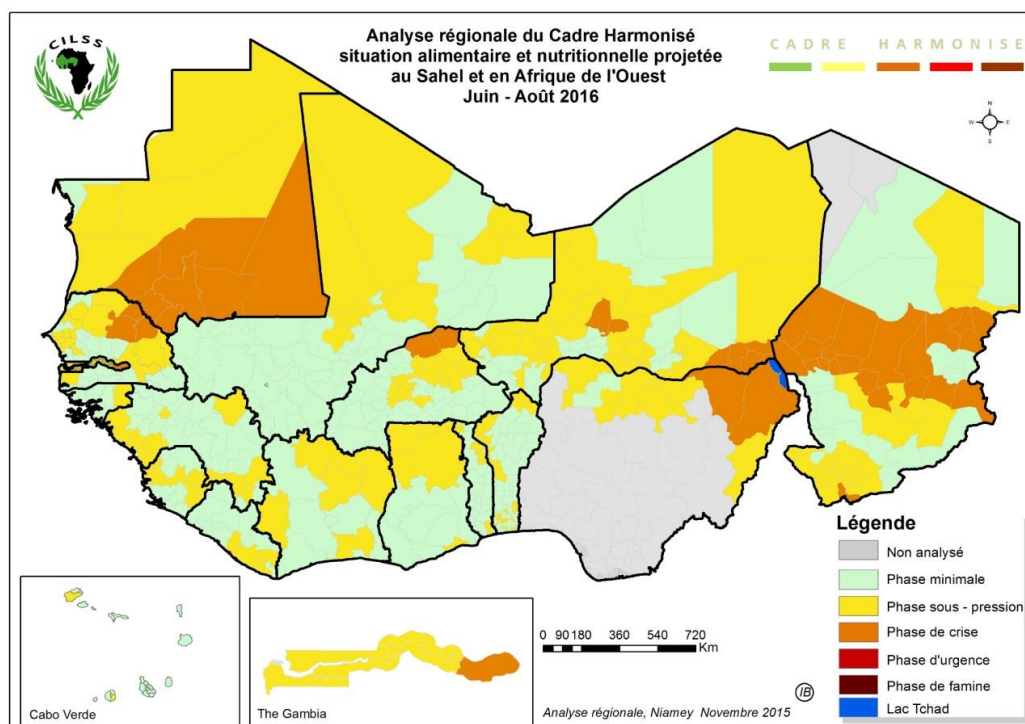 CILSS
Analyse régionale du Cadre Harmonisé
situation alimentaire et nutritionnelle projetée
au Sahel et en Afrique de l'Ouest
Juin - Août 2016
CADRE HARMONISE
N
W E
S
Légende
Non analysé
Phase minimale
Phase sous - pression
Phase de crise
Phase d'urgence
Phase de famine
Lac Tchad
0 90 180 360 540 720
Km
IB
Cabo Verde
The Gambia
Analyse régionale, Niamey Novembre 2015